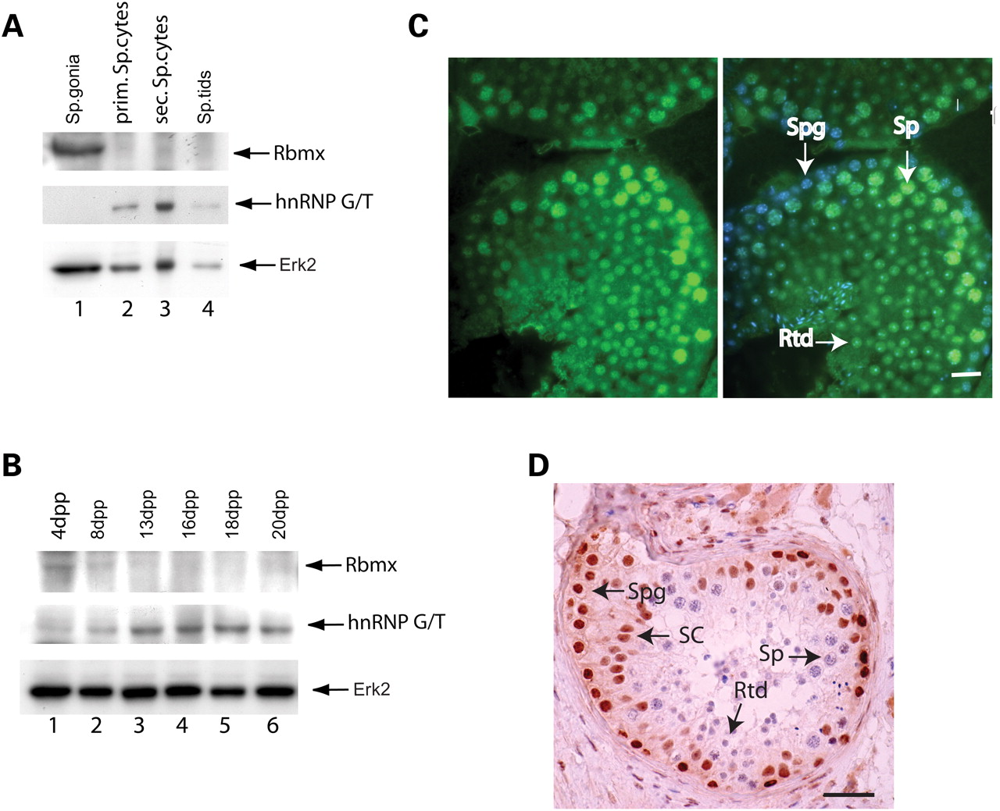 A
Sp.gonia
prim. Sp.cytes
sec. Sp.cytes
Sp.tids
Rbmx
hnRNP G/T
Erk2
1 2 3 4
C
Spg
Sp
Rtd
B
4dpp
8dpp
13dpp
16dpp
18dpp
20dpp
Rbmx
hnRNP G/T
Erk2
1 2 3 4 5 6
D
Spg
SC
Sp
Rtd